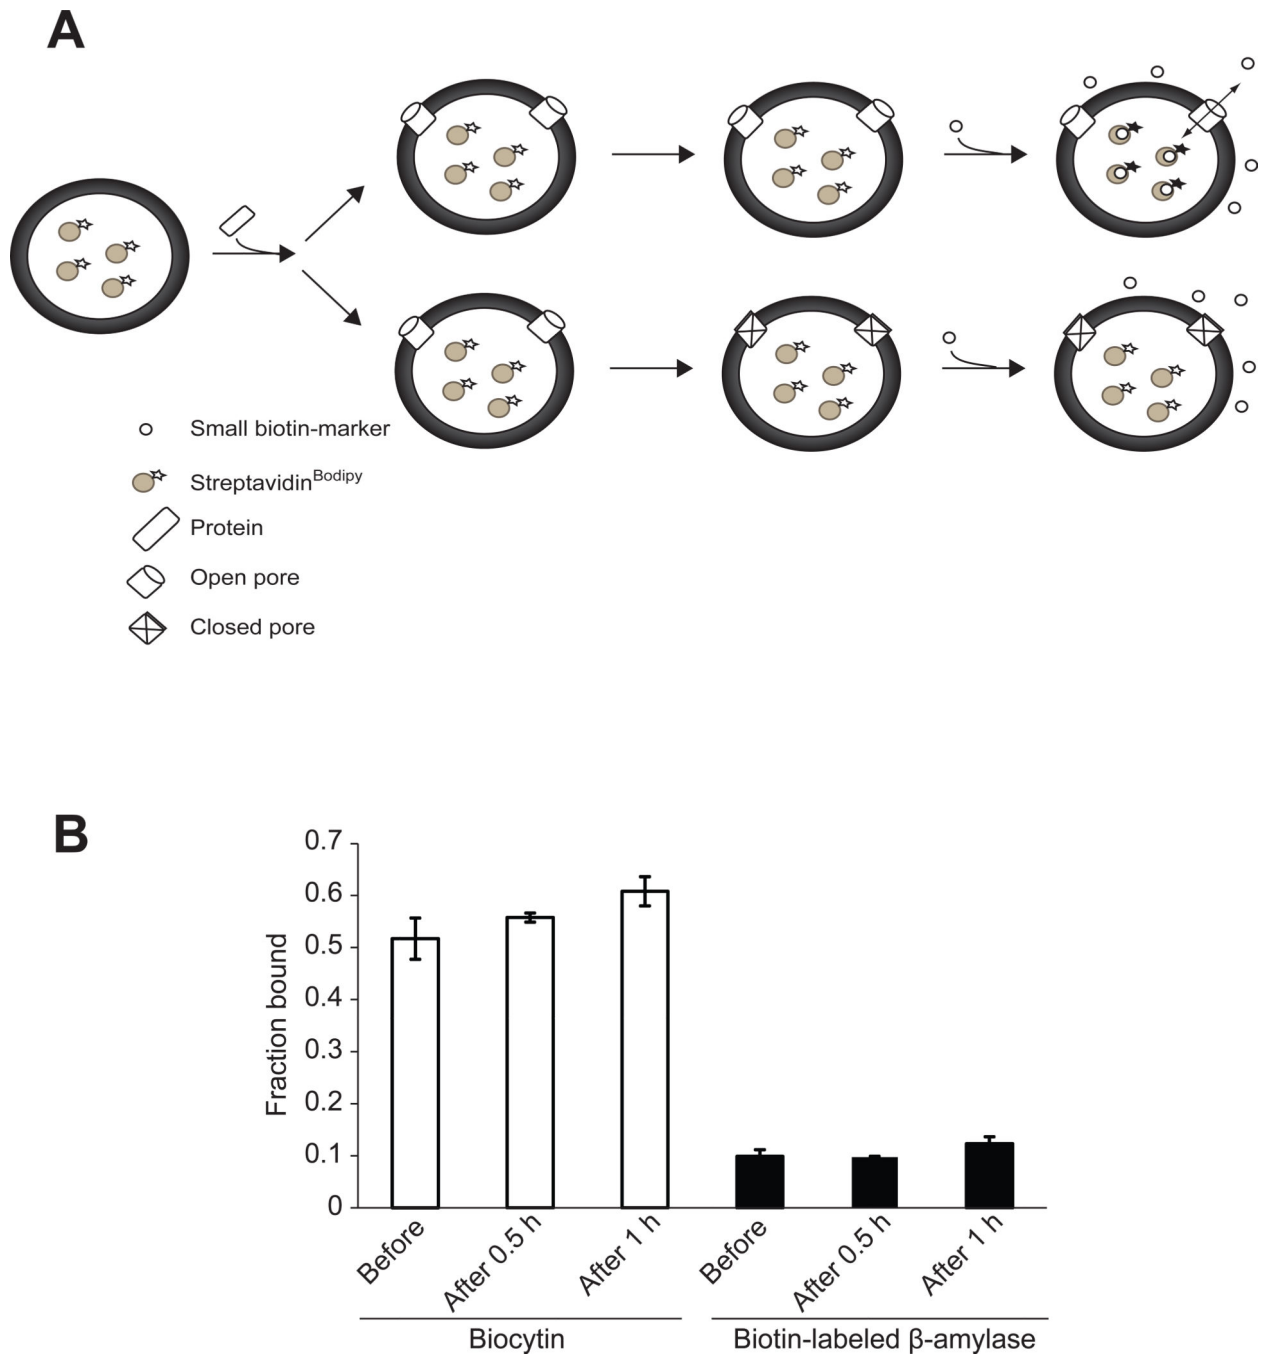 A
Small biotin-marker
Streptavidin^Bodipy
Protein
Open pore
Closed pore
B
Fraction bound
0.7
0.6
0.5
0.4
0.3
0.2
0.1
0
Before
After 0.5 h
After 1 h
Before
After 0.5 h
After 1 h
Biocytin
Biotin-labeled β-amylase